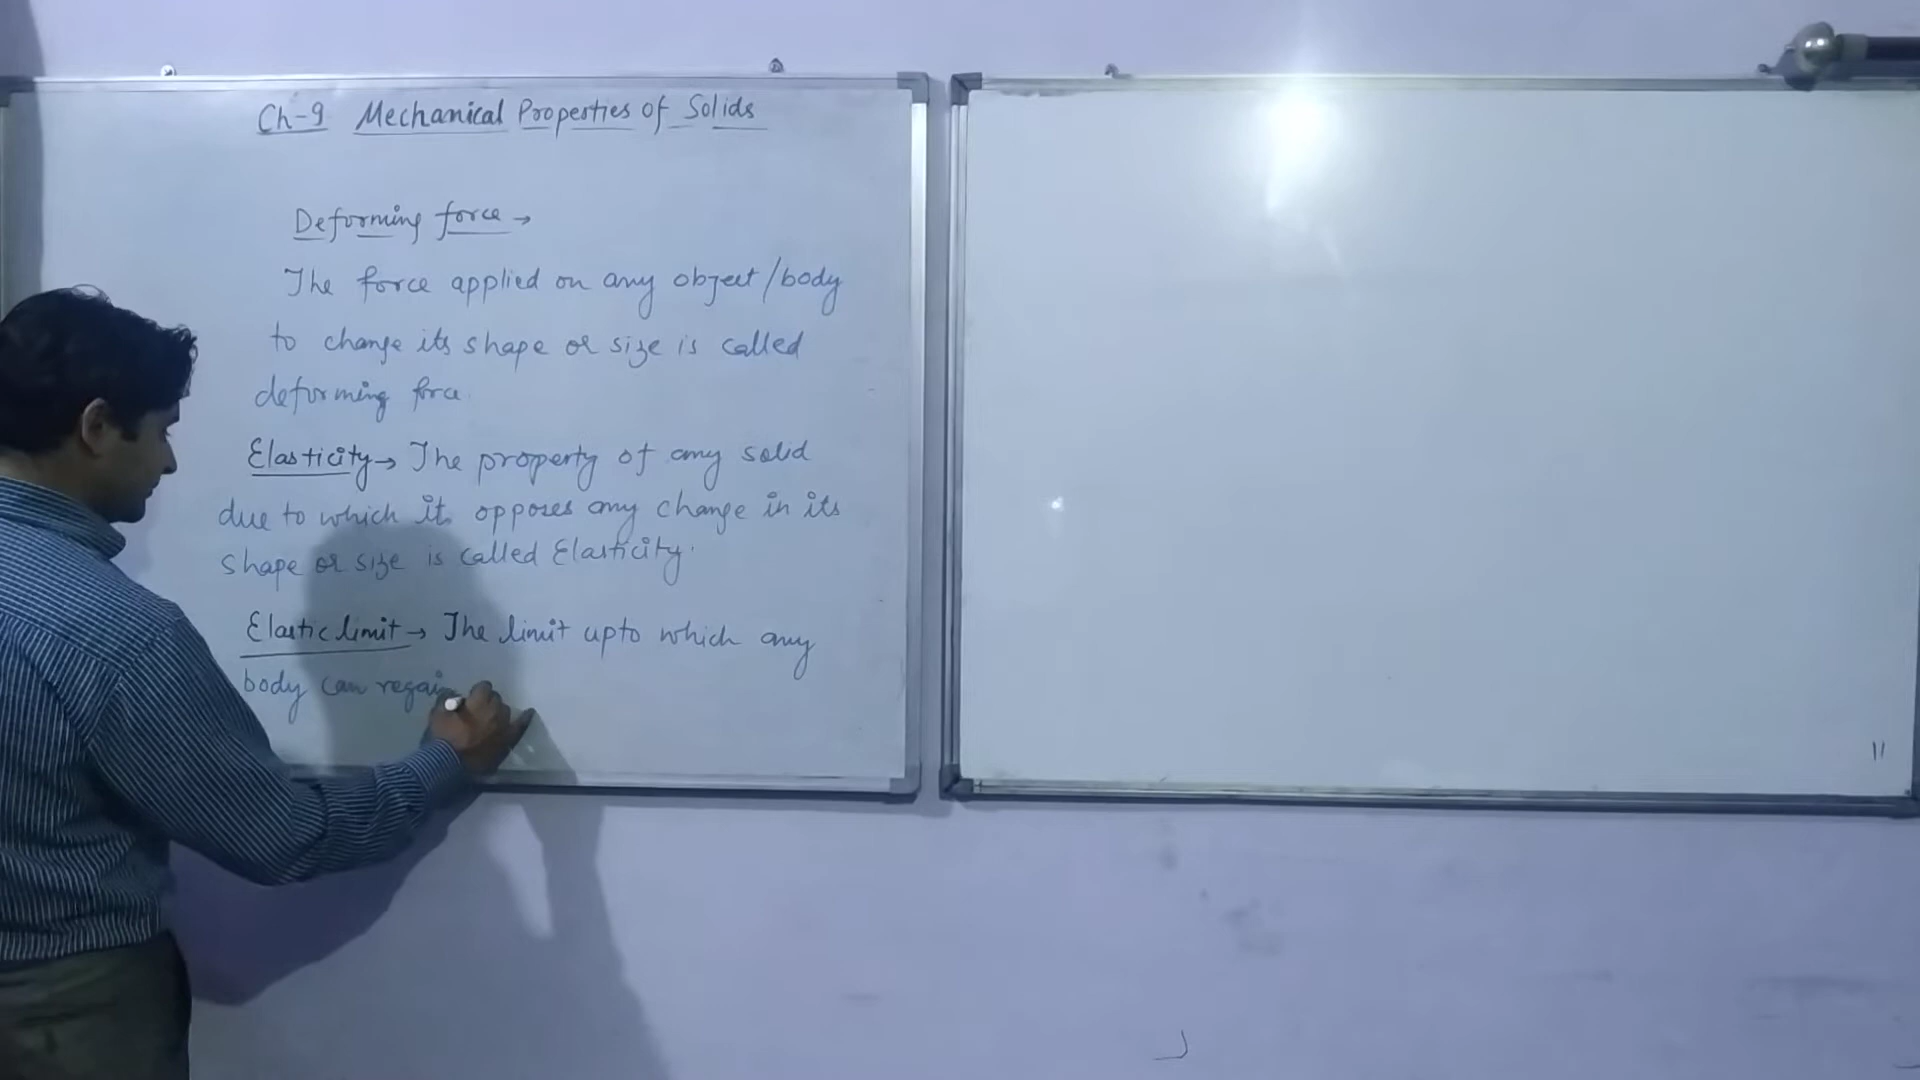 Ch-9 Mechanical Properties of Solids
Deforming force →
The force applied on any object/body
to change its shape or size is called
deforming force.
Elasticity → The property of any solid
due to which it opposes any change in its
shape or size is called Elasticity.
Elastic limit → The limit upto which any
body can regain
11